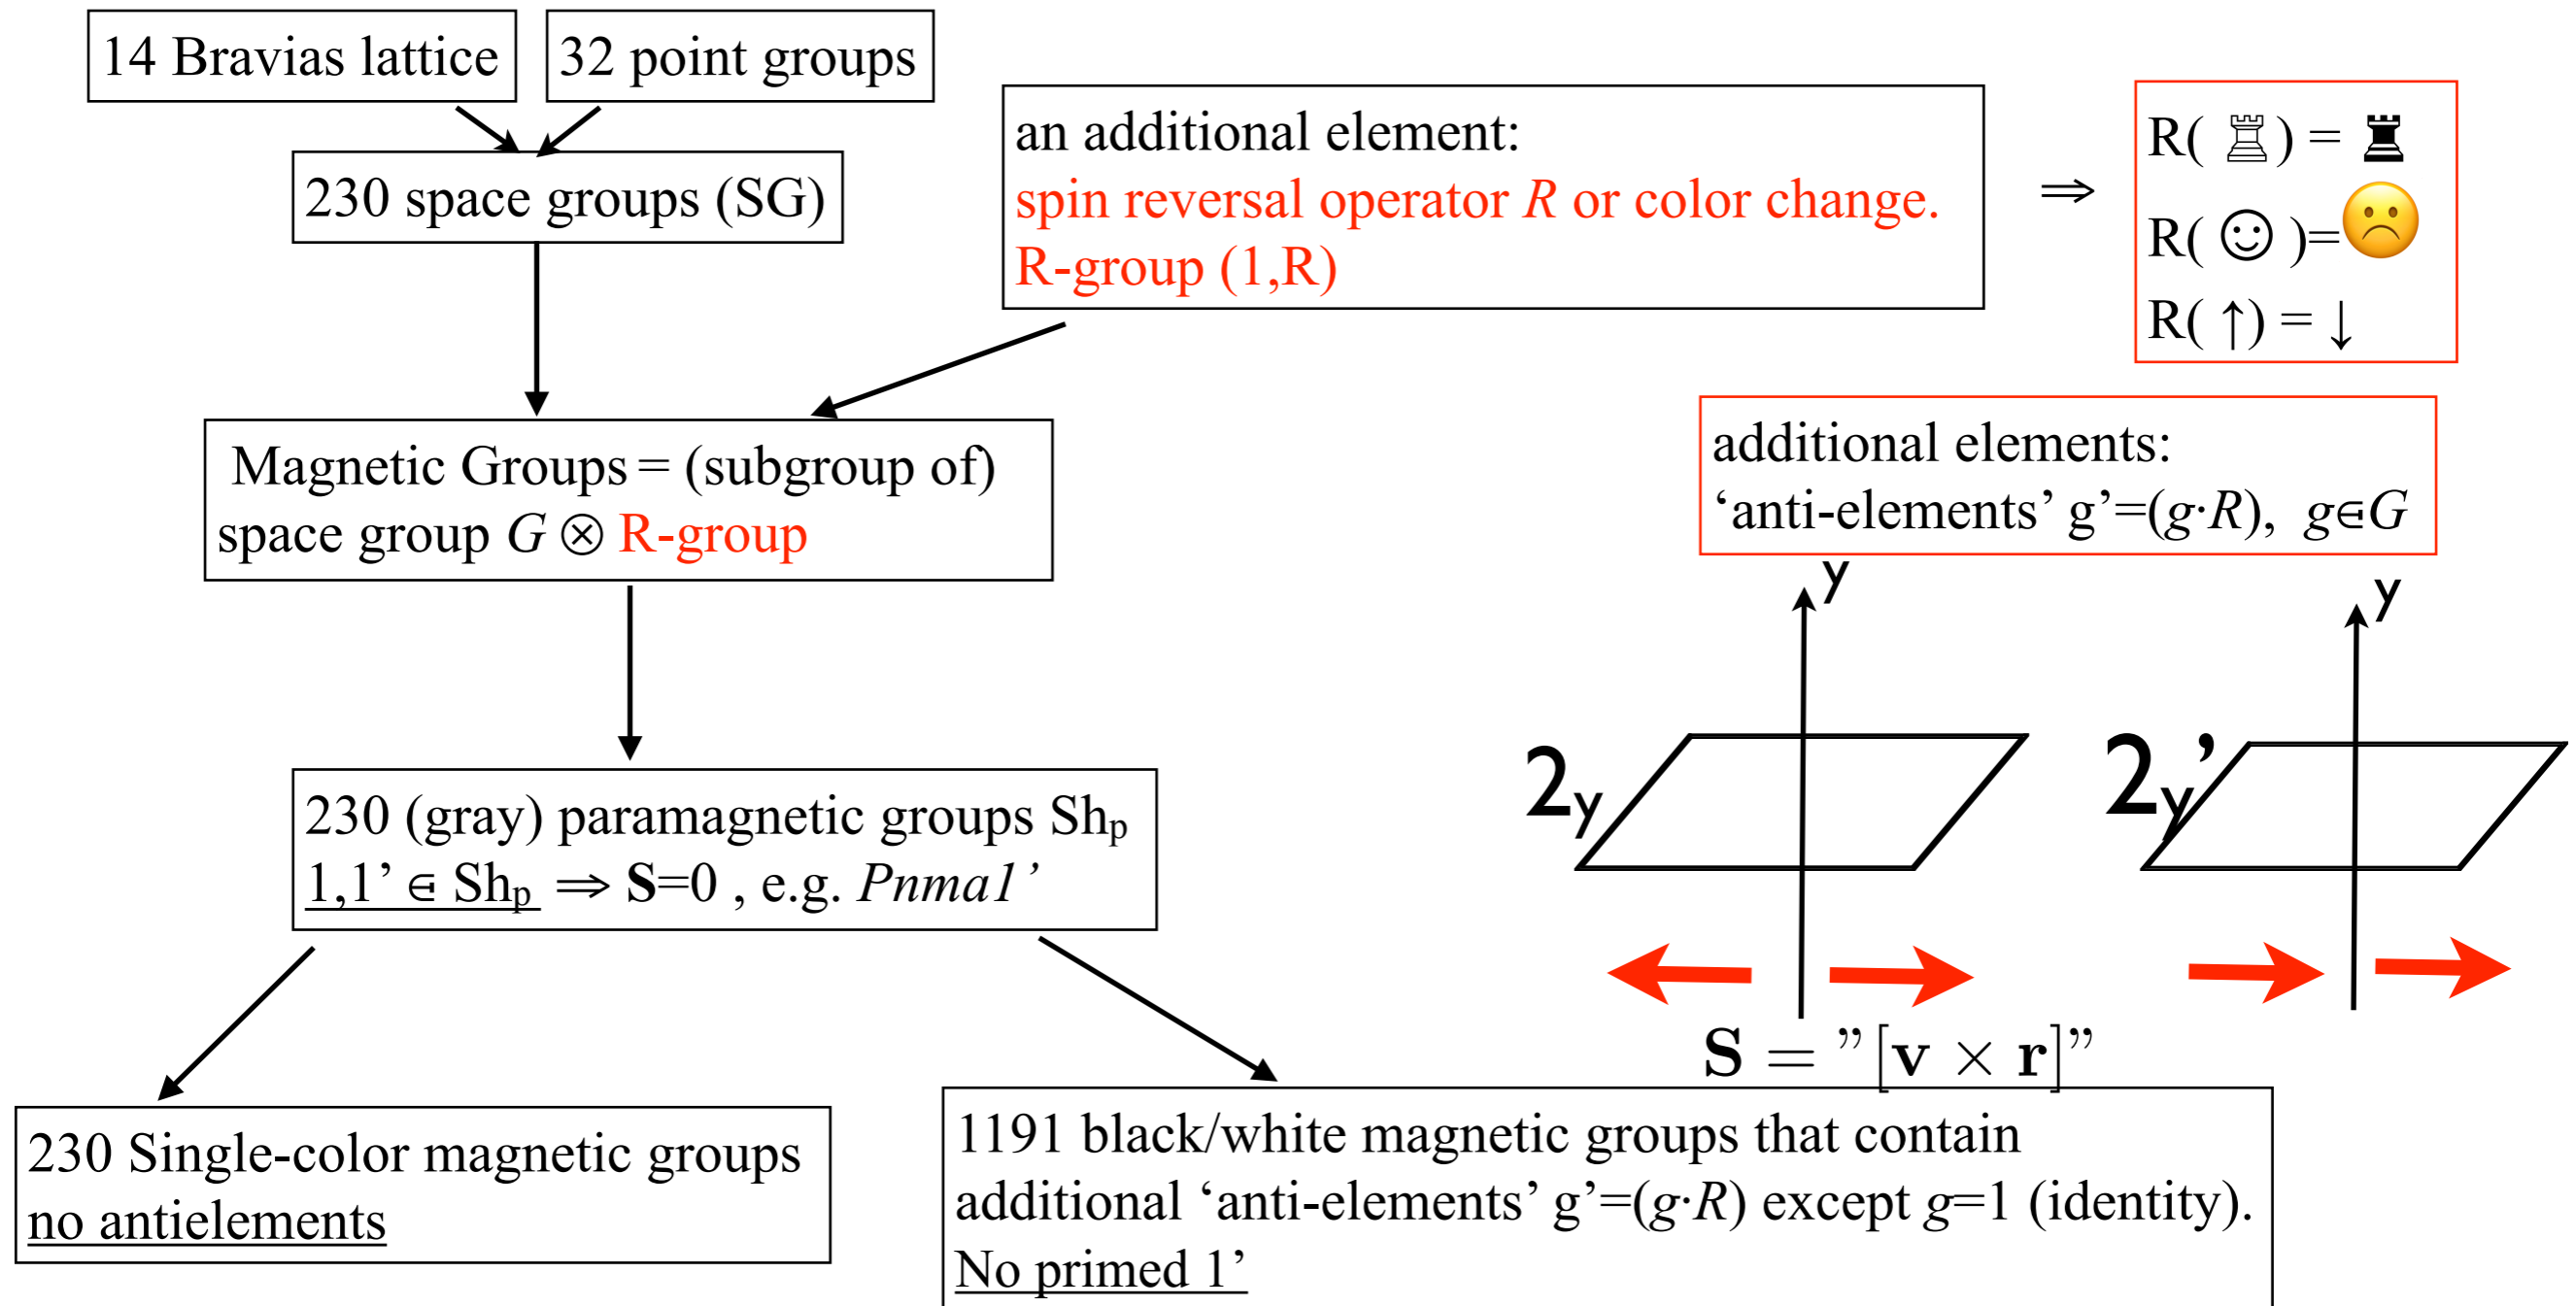 14 Bravias lattice
32 point groups
230 space groups (SG)
an additional element:
spin reversal operator R or color change.
R-group (1,R)
⇒
R( ♖ ) = ♜
R( ☺ )=☹
R( ↑) = ↓
Magnetic Groups = (subgroup of)
space group G ⊗ R-group
additional elements:
‘anti-elements’ g’=(g·R), g∈G
y
y
2y
2y’
230 (gray) paramagnetic groups Shp
1,1’ ∈ Shp ⇒ S=0 , e.g. Pnma1’
S = ”[v × r]”
230 Single-color magnetic groups
no antielements
1191 black/white magnetic groups that contain
additional ‘anti-elements’ g’=(g·R) except g=1 (identity).
No primed 1’